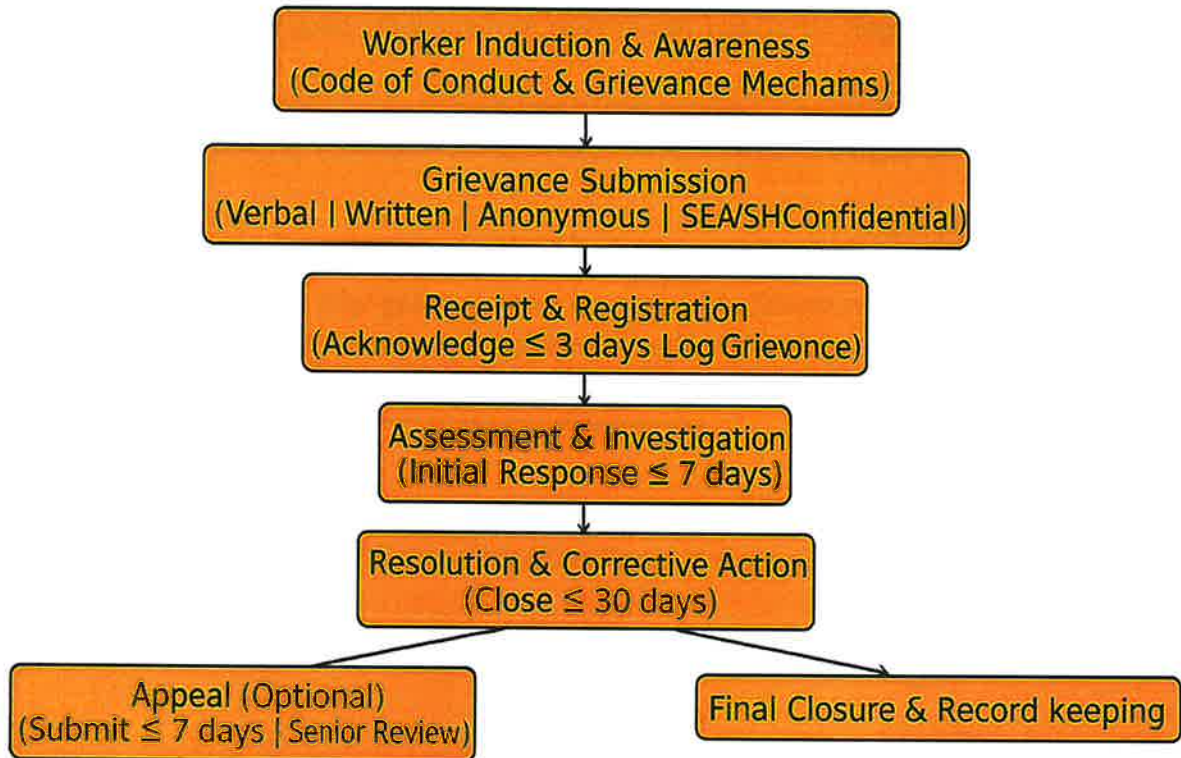 Worker Induction & Awareness
(Code of Conduct & Grievance Mechams)
Grievance Submission
(Verbal | Written | Anonymous | SEA/SHConfidential)
Receipt & Registration
(Acknowledge ≤ 3 days Log Grievonce)
Assessment & Investigation
(Initial Response ≤ 7 days)
Resolution & Corrective Action
(Close ≤ 30 days)
Appeal (Optional)
(Submit ≤ 7 days | Senior Review)
Final Closure & Record keeping